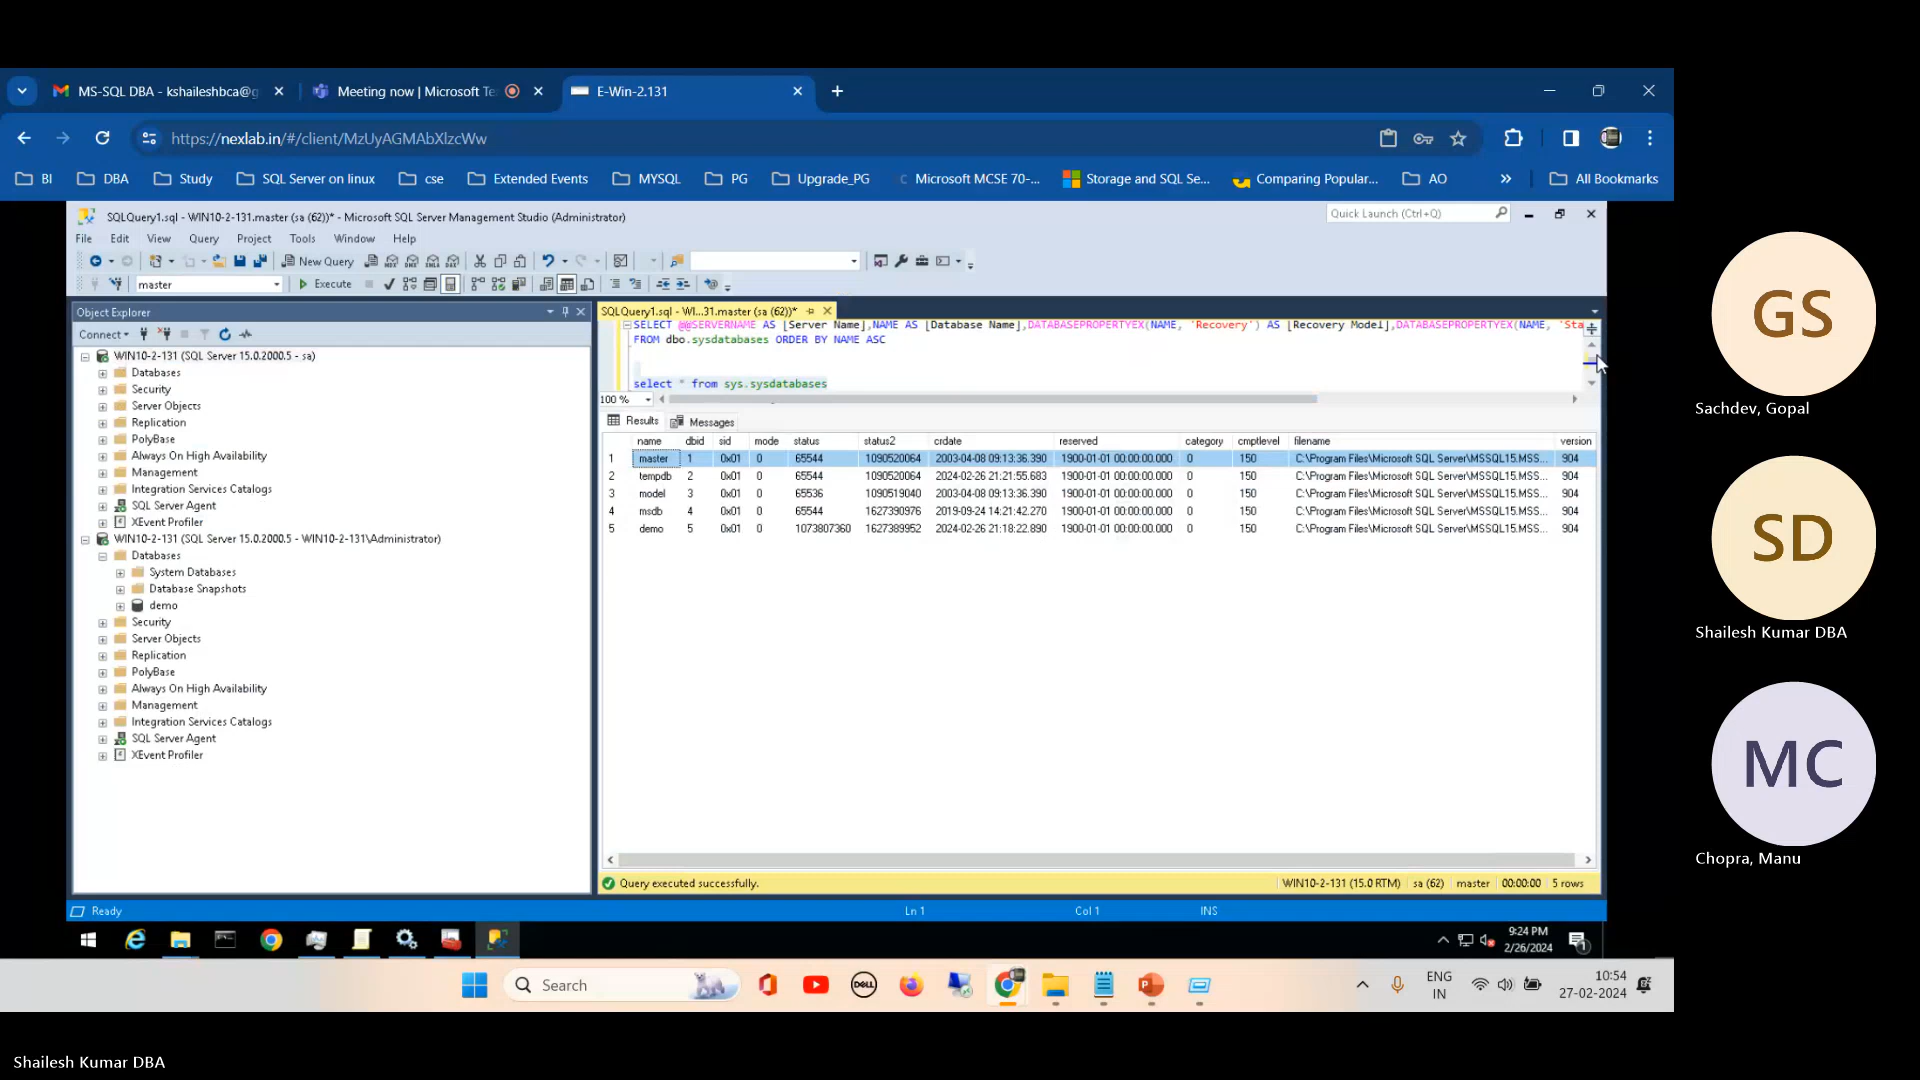 MS-SQL DBA - kshaileshbca@g
Meeting now | Microsoft Te
E-Win-2.131
https://nexlab.in/#/client/MzUyAGMAbXlzcWw
BI
DBA
Study
SQL Server on linux
cse
Extended Events
MYSQL
PG
Upgrade_PG
Microsoft MCSE 70-...
Storage and SQL Se...
Comparing Popular...
AO
»
All Bookmarks
SQLQuery1.sql - WIN10-2-131.master (sa (62))* - Microsoft SQL Server Management Studio (Administrator)
Quick Launch (Ctrl+Q)
File Edit View Query Project Tools Window Help
New Query
master
Execute
Object Explorer
Connect
WIN10-2-131 (SQL Server 15.0.2000.5 - sa)
Databases
Security
Server Objects
Replication
PolyBase
Always On High Availability
Management
Integration Services Catalogs
SQL Server Agent
XEvent Profiler
WIN10-2-131 (SQL Server 15.0.2000.5 - WIN10-2-131\Administrator)
Databases
System Databases
Database Snapshots
demo
Security
Server Objects
Replication
PolyBase
Always On High Availability
Management
Integration Services Catalogs
SQL Server Agent
XEvent Profiler
SQLQuery1.sql - WI...31.master (sa (62))*
SELECT @@SERVERNAME AS [Server Name],NAME AS [Database Name],DATABASEPROPERTYEX(NAME, 'Recovery') AS [Recovery Model],DATABASEPROPERTYEX(NAME, 'Sta
FROM dbo.sysdatabases ORDER BY NAME ASC
select * from sys.sysdatabases
100 %
Results Messages
name dbid sid mode status status2 crdate reserved category cmptlevel filename version
1 master 1 0x01 0 65544 1090520064 2003-04-08 09:13:36.390 1900-01-01 00:00:00.000 0 150 C:\Program Files\Microsoft SQL Server\MSSQL15.MSS... 904
2 tempdb 2 0x01 0 65544 1090520064 2024-02-26 21:21:55.683 1900-01-01 00:00:00.000 0 150 C:\Program Files\Microsoft SQL Server\MSSQL15.MSS... 904
3 model 3 0x01 0 65536 1090519040 2003-04-08 09:13:36.390 1900-01-01 00:00:00.000 0 150 C:\Program Files\Microsoft SQL Server\MSSQL15.MSS... 904
4 msdb 4 0x01 0 65544 1627390976 2019-09-24 14:21:42.270 1900-01-01 00:00:00.000 0 150 C:\Program Files\Microsoft SQL Server\MSSQL15.MSS... 904
5 demo 5 0x01 0 1073807360 1627389952 2024-02-26 21:18:22.890 1900-01-01 00:00:00.000 0 150 C:\Program Files\Microsoft SQL Server\MSSQL15.MSS... 904
Query executed successfully.
WIN10-2-131 (15.0 RTM) sa (62) master 00:00:00 5 rows
Ready
Ln 1
Col 1
INS
9:24 PM
2/26/2024
1
Search
DELL
ENG
IN
10:54
27-02-2024
GS
Sachdev, Gopal
SD
Shailesh Kumar DBA
MC
Chopra, Manu
Shailesh Kumar DBA